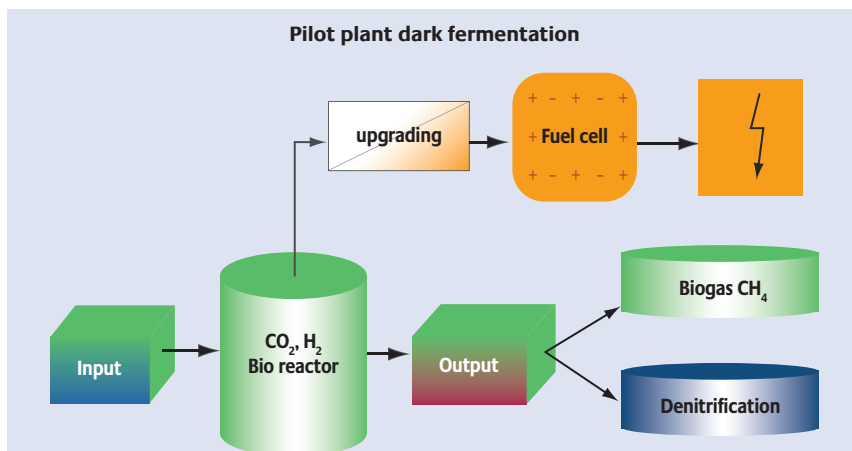 Pilot plant dark fermentation
upgrading
+ - + - +
+ Fuel cell +
+ - + - +
CO₂, H₂
Bio reactor
Input
Output
Biogas CH₄
Denitrification